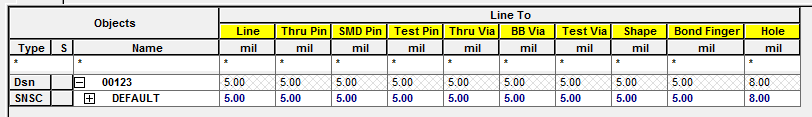 Objects Line To
Line Thru Pin SMD Pin Test Pin Thru Via BB Via Test Via Shape Bond Finger Hole
Type S Name mil mil mil mil mil mil mil mil mil mil
* * * * * * * * * * * *
Dsn 00123 5.00 5.00 5.00 5.00 5.00 5.00 5.00 5.00 5.00 8.00
SNSC DEFAULT 5.00 5.00 5.00 5.00 5.00 5.00 5.00 5.00 5.00 8.00